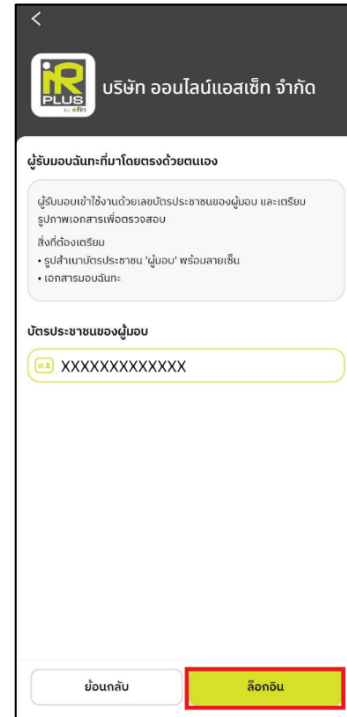 iR
PLUS
by efin
บริษัท ออนไลน์แอสเซ็ท จำกัด
ผู้รับมอบฉันทะที่มาโดยตรงด้วยตนเอง
ผู้รับมอบเข้าใช้งานด้วยเลขบัตรประชาชนของผู้มอบ และเตรียม
รูปภาพเอกสารเพื่อตรวจสอบ
สิ่งที่ต้องเตรียม
• รูปสำเนาบัตรประชาชน 'ผู้มอบ' พร้อมลายเซ็น
• เอกสารมอบฉันทะ
บัตรประชาชนของผู้มอบ
XXXXXXXXXXXXX
ย้อนกลับ
ล็อกอิน